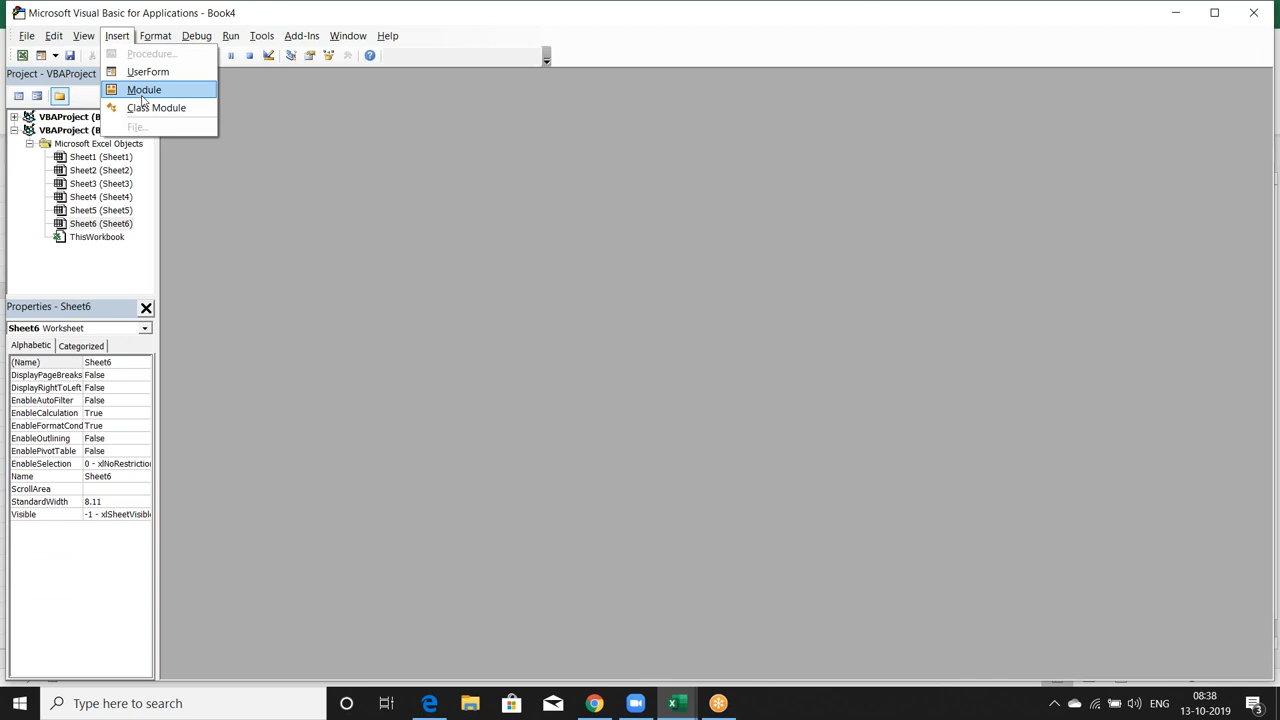 Microsoft Visual Basic for Applications - Book4
File Edit View Insert Format Debug Run Tools Add-Ins Window Help
Procedure...
UserForm
Module
Class Module
File...
Project - VBAProject
VBAProject (B
VBAProject (B
Microsoft Excel Objects
Sheet1 (Sheet1)
Sheet2 (Sheet2)
Sheet3 (Sheet3)
Sheet4 (Sheet4)
Sheet5 (Sheet5)
Sheet6 (Sheet6)
ThisWorkbook
Properties - Sheet6
Sheet6 Worksheet
Alphabetic Categorized
(Name) Sheet6
DisplayPageBreaks False
DisplayRightToLeft False
EnableAutoFilter False
EnableCalculation True
EnableFormatCond True
EnableOutlining False
EnablePivotTable False
EnableSelection 0 - xlNoRestriction
Name Sheet6
ScrollArea
StandardWidth 8.11
Visible -1 - xlSheetVisible
Type here to search
ENG
08:38
13-10-2019
3